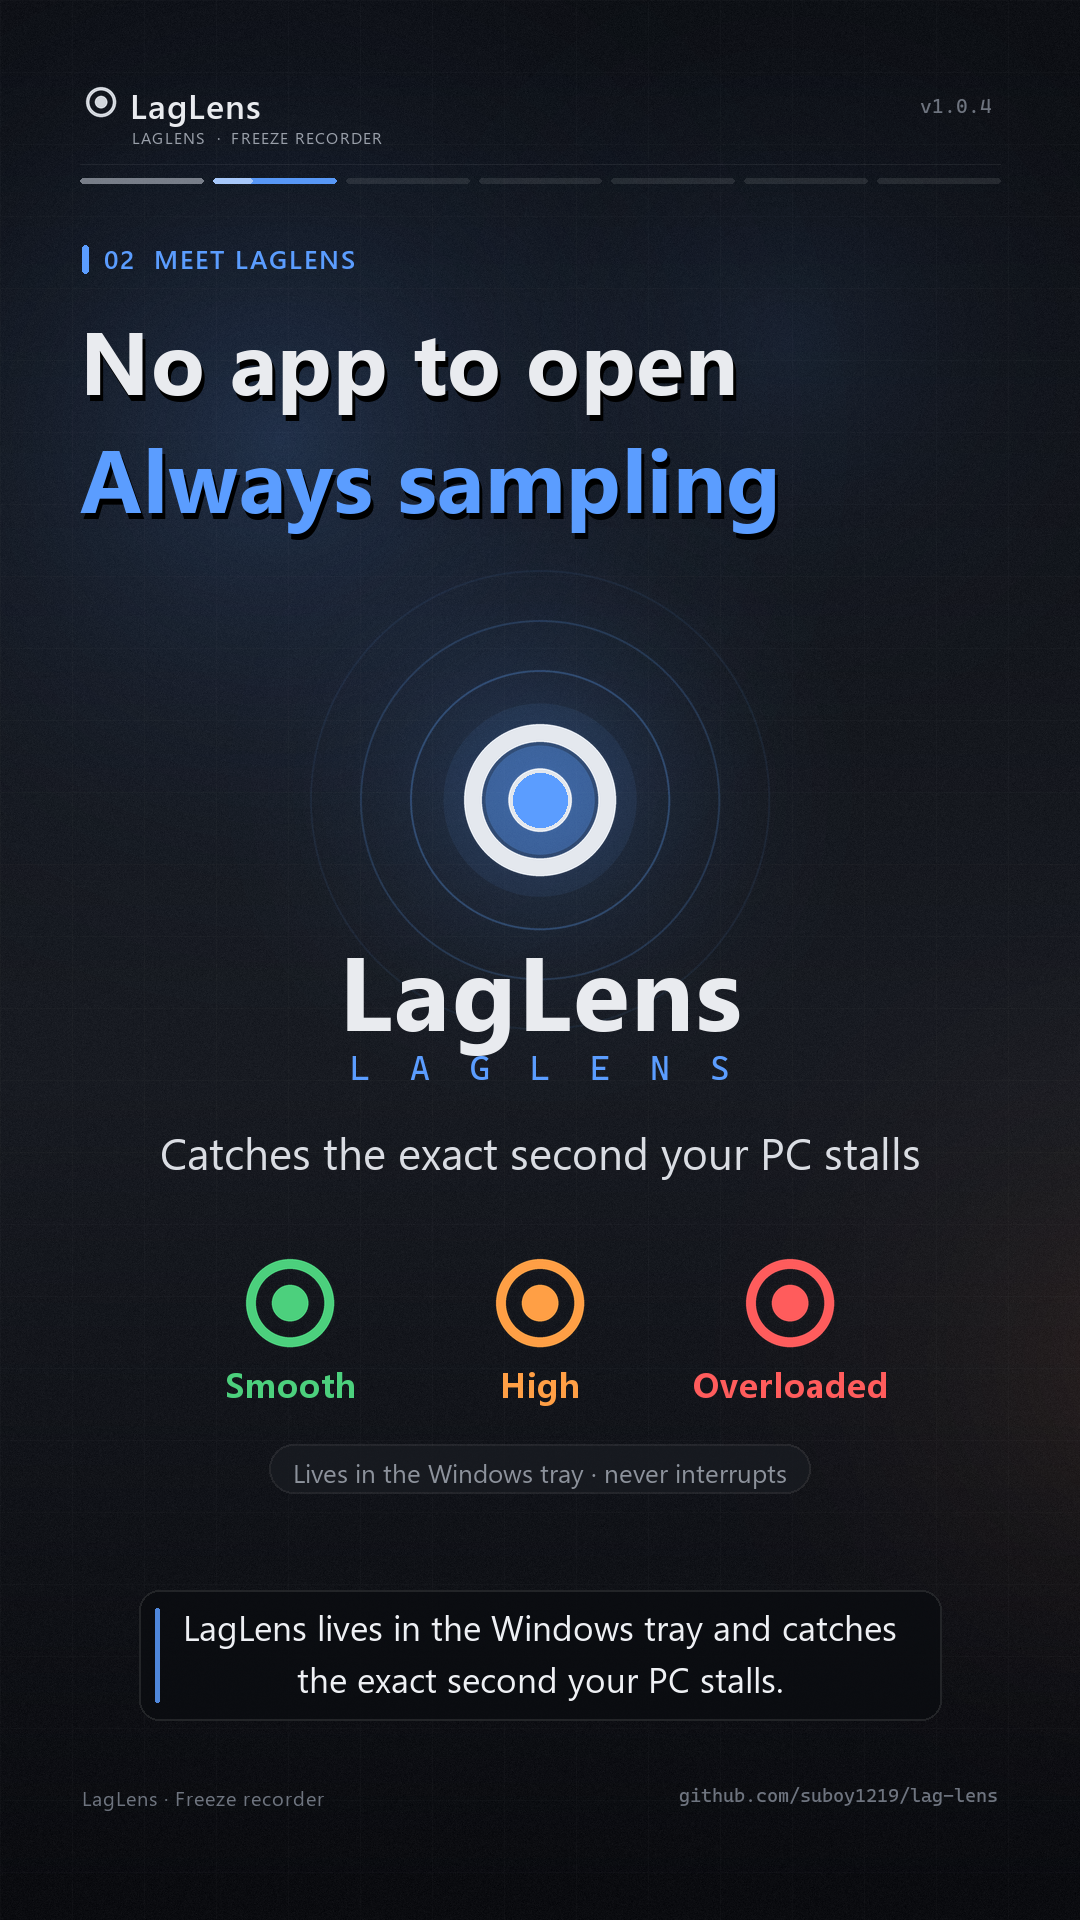 LagLens
LAGLENS · FREEZE RECORDER
v1.0.4
02 MEET LAGLENS
No app to open
Always sampling
LagLens
LAGLENS
Catches the exact second your PC stalls
Smooth
High
Overloaded
Lives in the Windows tray · never interrupts
LagLens lives in the Windows tray and catches
the exact second your PC stalls.
LagLens · Freeze recorder
github.com/suboy1219/lag-lens